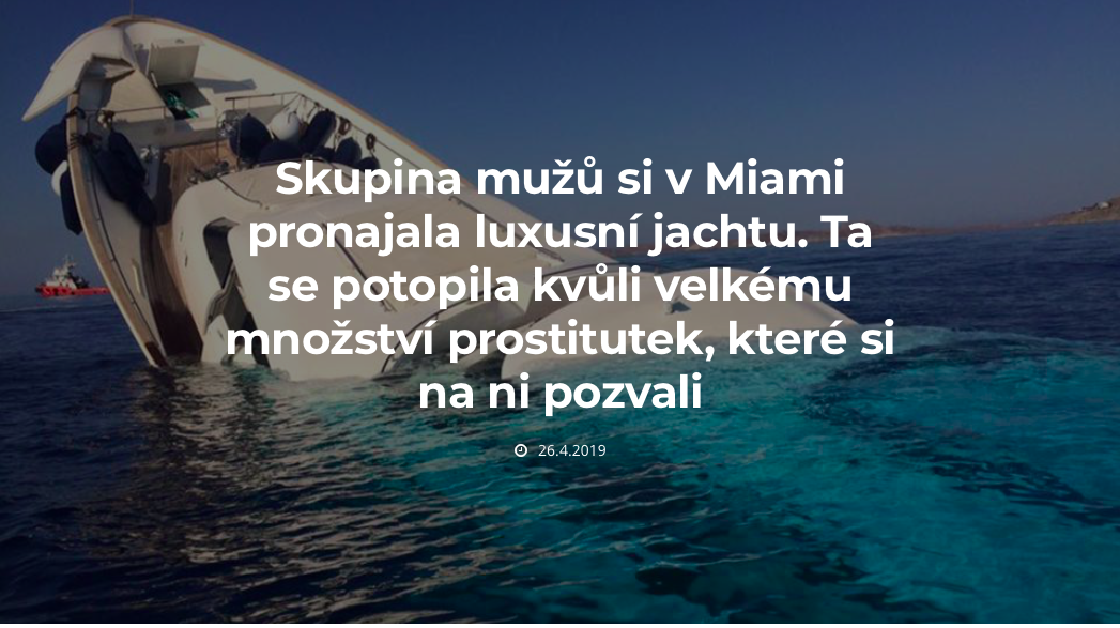 Skupina mužů si v Miami
pronajala luxusní jachtu. Ta
se potopila kvůli velkému
množství prostitutek, které si
na ni pozvali
26.4.2019